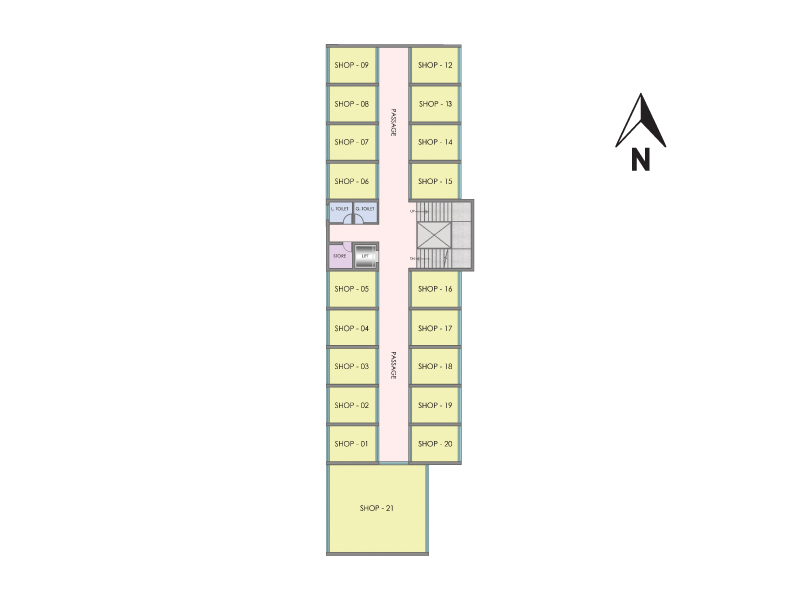 SHOP - 09
SHOP - 12
SHOP - 08
SHOP - 13
PASSAGE
SHOP - 07
SHOP - 14
SHOP - 06
SHOP - 15
N
L. TOILET
G. TOILET
UP
STORE
LIFT
DN
SHOP - 05
SHOP - 16
SHOP - 04
SHOP - 17
SHOP - 03
PASSAGE
SHOP - 18
SHOP - 02
SHOP - 19
SHOP - 01
SHOP - 20
SHOP - 21